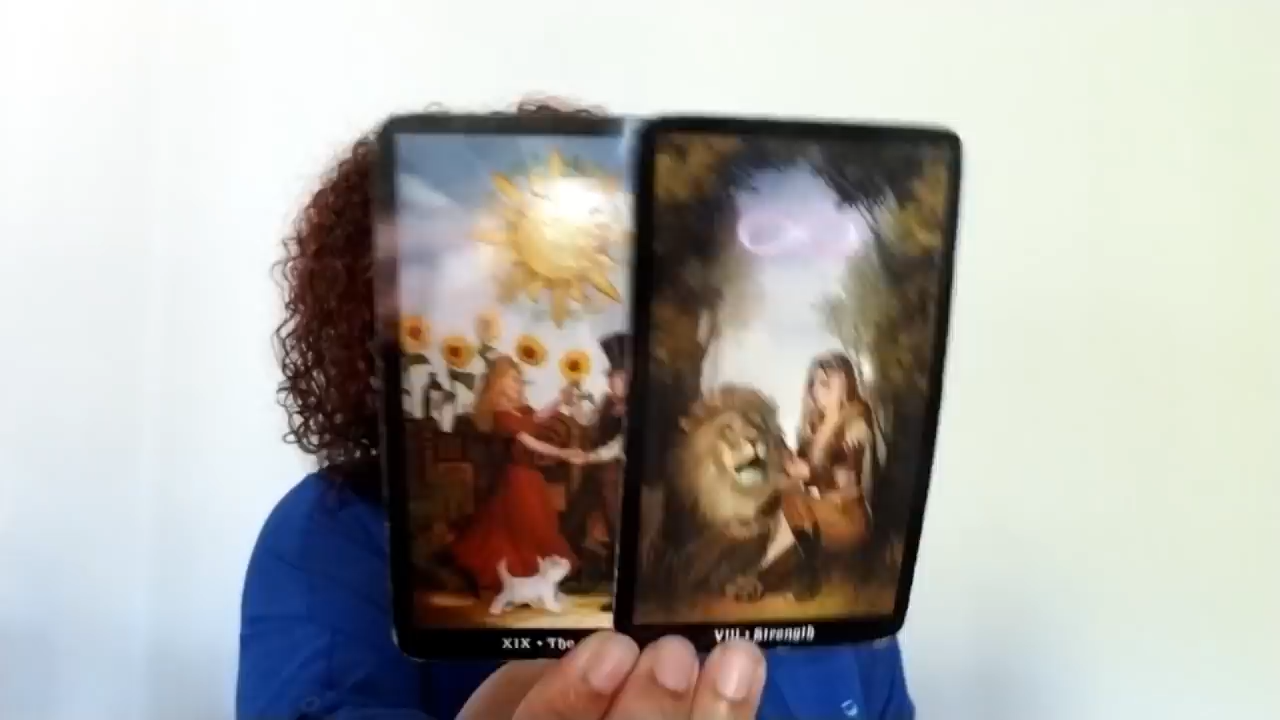 XIX • The
VIII • Strength